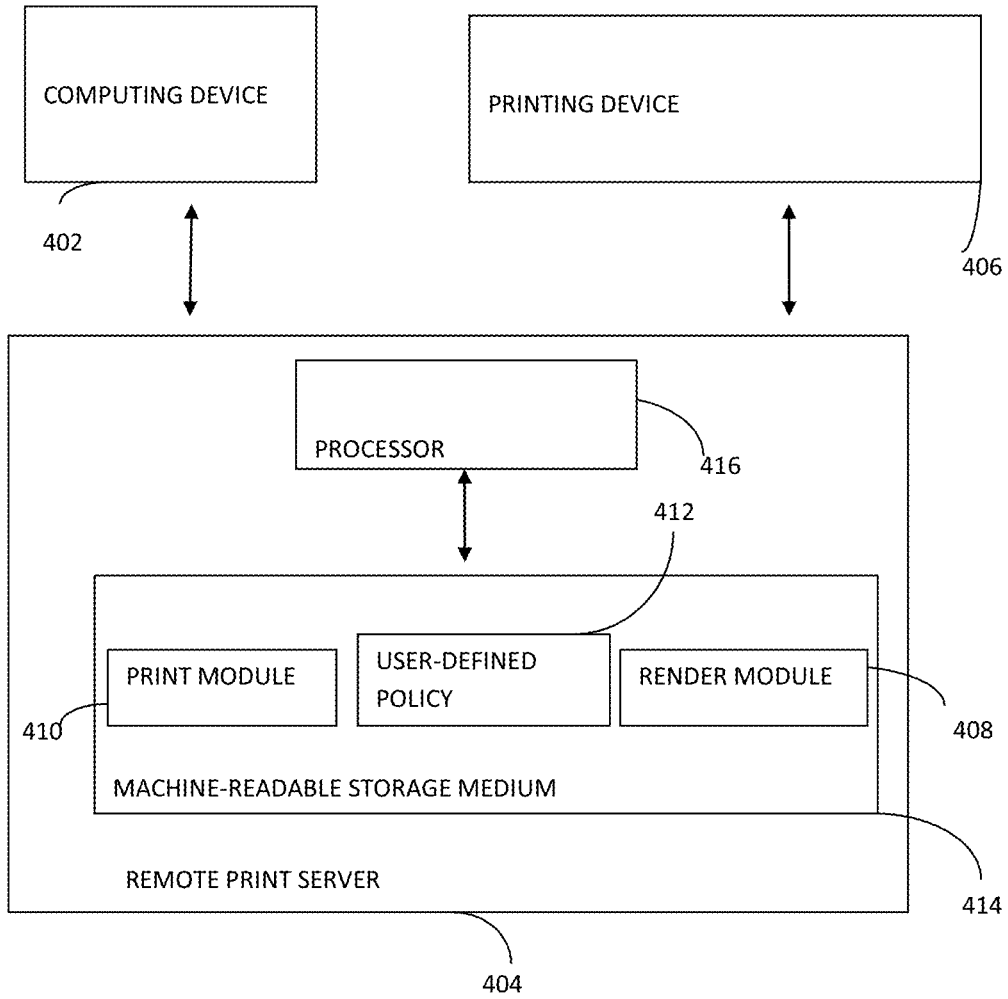 COMPUTING DEVICE
PRINTING DEVICE
402
406
PROCESSOR
416
412
PRINT MODULE
USER-DEFINED
POLICY
RENDER MODULE
410
408
MACHINE-READABLE STORAGE MEDIUM
REMOTE PRINT SERVER
414
404